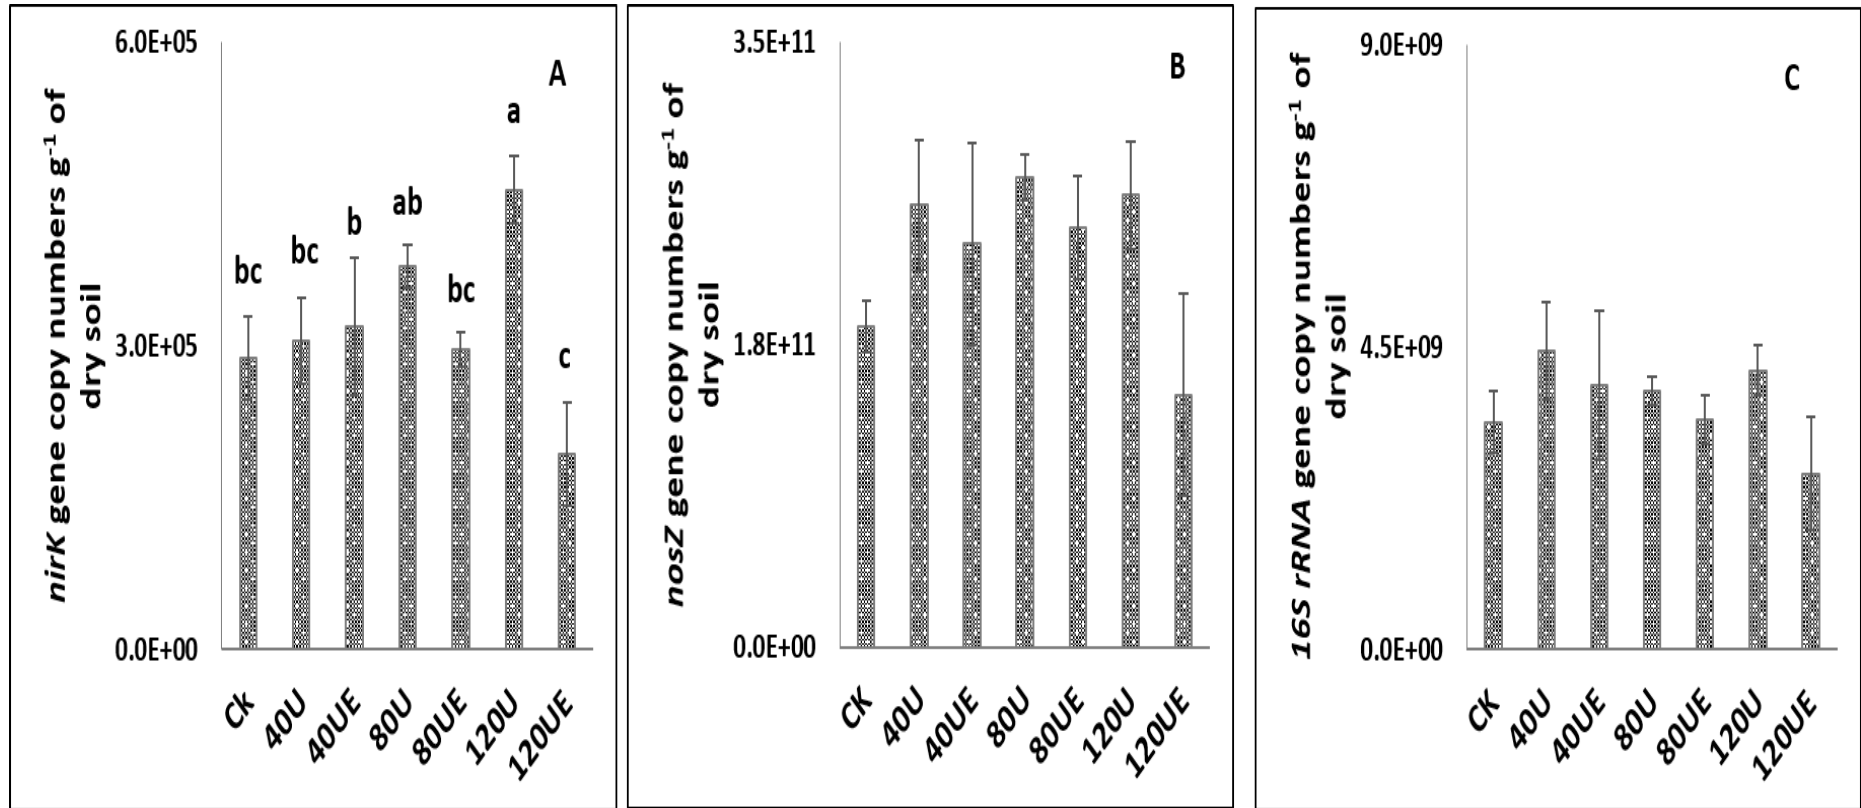 6.0E+05
3.0E+05
0.0E+00
nirK gene copy numbers g-1 of
dry soil
A
bc
bc
b
ab
bc
a
c
Ck
40U
40UE
80U
80UE
120U
120UE
3.5E+11
1.8E+11
0.0E+00
nosZ gene copy numbers g-1 of
dry soil
B
CK
40U
40UE
80U
80UE
120U
120UE
9.0E+09
4.5E+09
0.0E+00
16S rRNA gene copy numbers g-1 of
dry soil
C
CK
40U
40UE
80U
80UE
120U
120UE